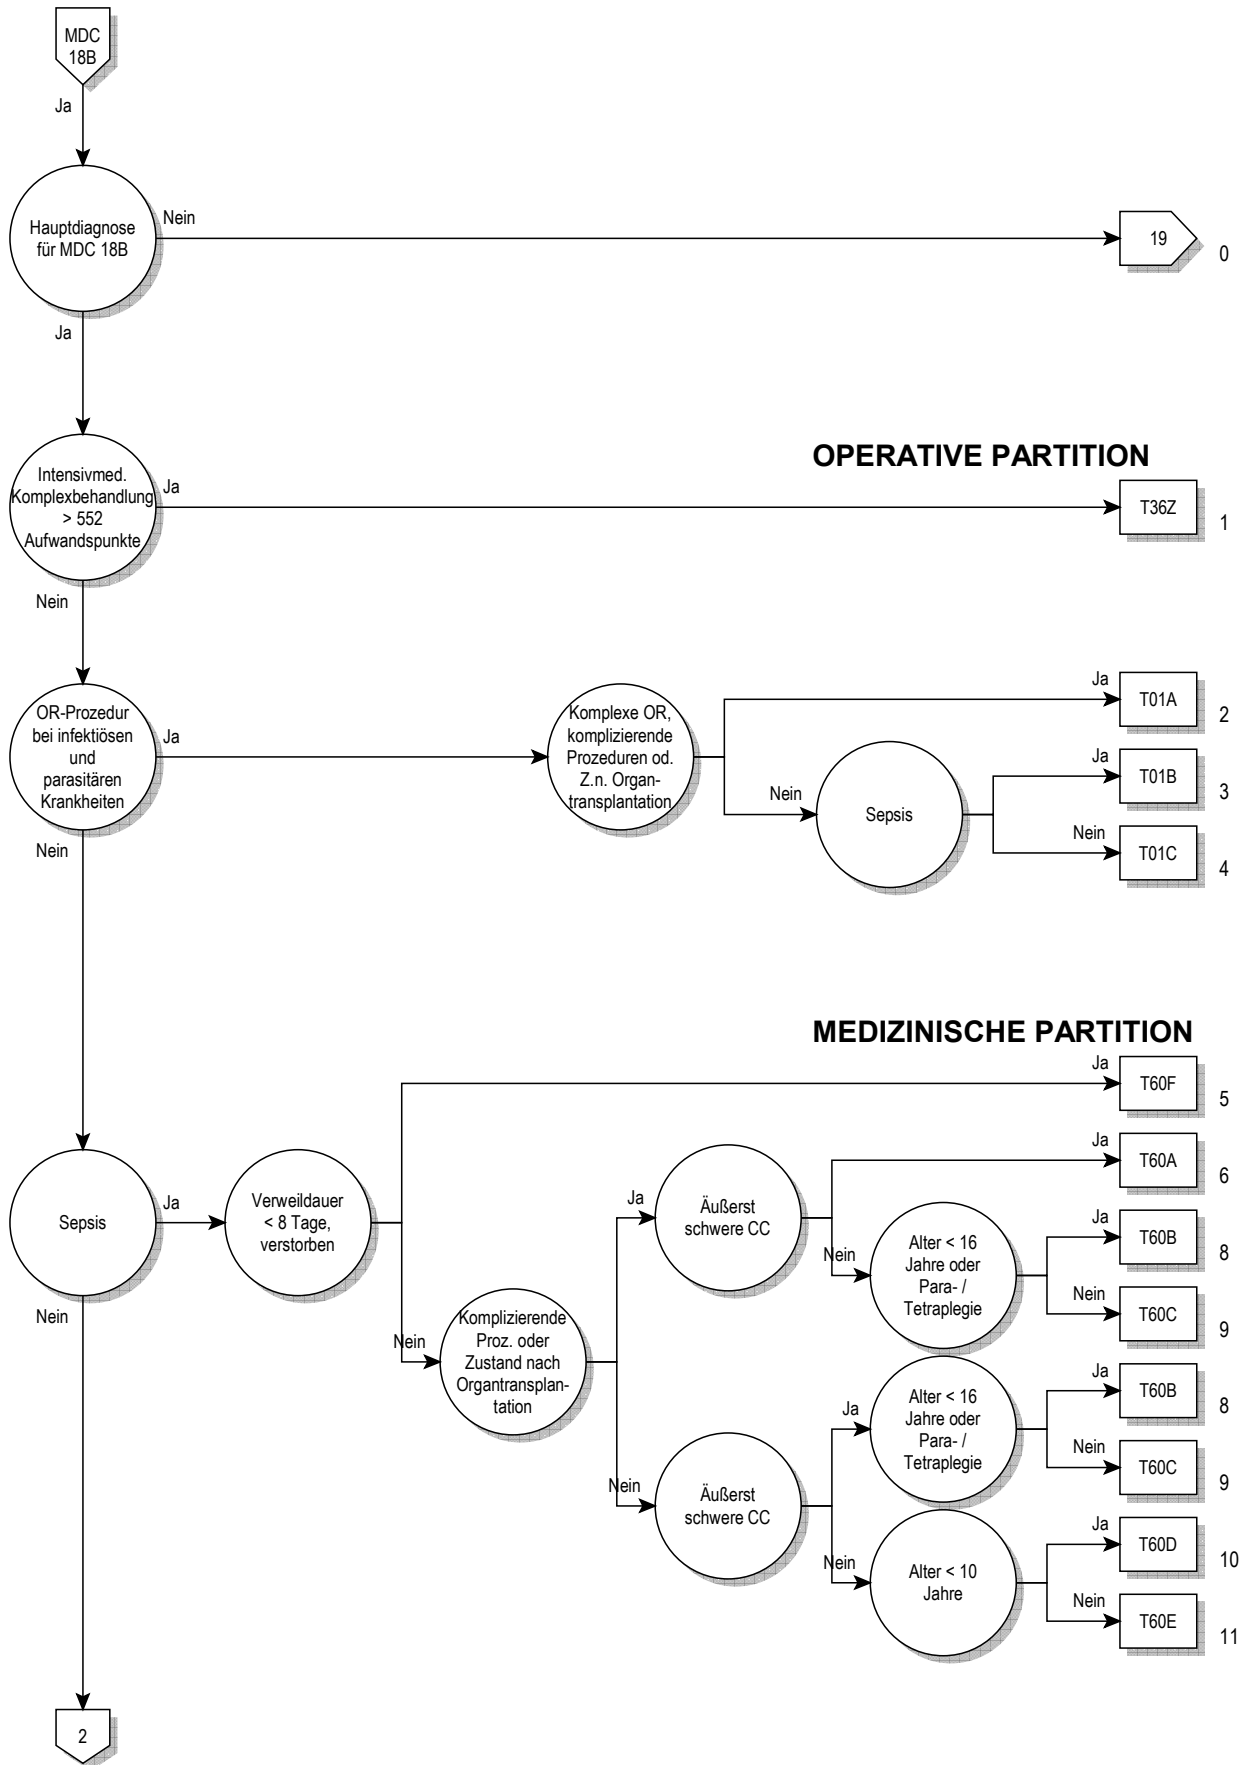 MDC
18B
Ja
Hauptdiagnose
für MDC 18B
Nein
19
0
Ja
OPERATIVE PARTITION
Intensivmed.
Komplexbehandlung
> 552
Aufwandspunkte
Ja
T36Z
1
Nein
OR-Prozedur
bei infektiösen
und
parasitären
Krankheiten
Ja
Komplexe OR,
komplizierende
Prozeduren od.
Z.n. Organ-
transplantation
Ja
T01A
2
Nein
Sepsis
Ja
T01B
3
Nein
T01C
4
Nein
MEDIZINISCHE PARTITION
Sepsis
Ja
Verweildauer
< 8 Tage,
verstorben
Ja
T60F
5
Nein
Komplizierende
Proz. oder
Zustand nach
Organtransplan-
tation
Ja
Äußerst
schwere CC
Ja
T60A
6
Nein
Alter < 16
Jahre oder
Para- /
Tetraplegie
Ja
T60B
8
Nein
T60C
9
Nein
Äußerst
schwere CC
Ja
Alter < 16
Jahre oder
Para- /
Tetraplegie
Ja
T60B
8
Nein
T60C
9
Nein
Alter < 10
Jahre
Ja
T60D
10
Nein
T60E
11
Nein
2